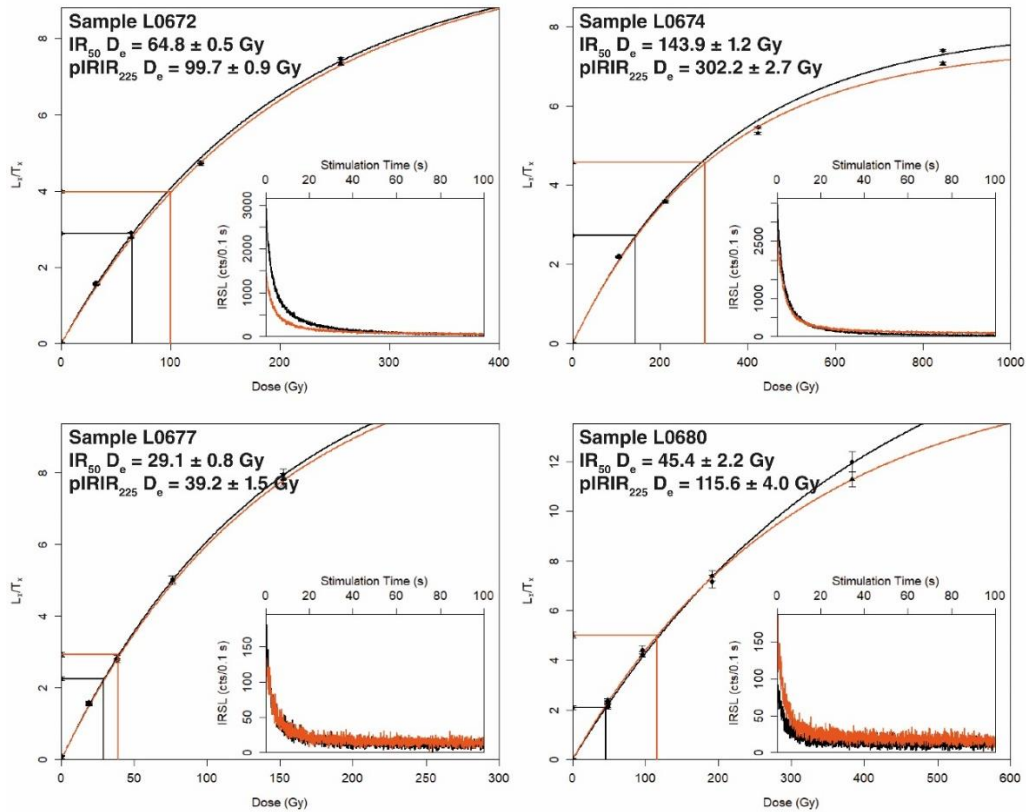 Sample L0672
IR50 De = 64.8 ± 0.5 Gy
pIRIR225 De = 99.7 ± 0.9 Gy
8
6
4
2
0
Lx/Tx
0 100 200 300 400
Dose (Gy)
Stimulation Time (s)
0 20 40 60 80 100
3000
2000
1000
500
0
IRSL (cts/0.1 s)
Sample L0674
IR50 De = 143.9 ± 1.2 Gy
pIRIR225 De = 302.2 ± 2.7 Gy
8
6
4
2
0
Lx/Tx
0 200 400 600 800 1000
Dose (Gy)
Stimulation Time (s)
0 20 40 60 80 100
2500
1000
0
IRSL (cts/0.1 s)
Sample L0677
IR50 De = 29.1 ± 0.8 Gy
pIRIR225 De = 39.2 ± 1.5 Gy
8
6
4
2
0
Lx/Tx
0 50 100 150 200 250 300
Dose (Gy)
Stimulation Time (s)
0 20 40 60 80 100
150
100
50
0
IRSL (cts/0.1 s)
Sample L0680
IR50 De = 45.4 ± 2.2 Gy
pIRIR225 De = 115.6 ± 4.0 Gy
12
10
8
6
4
2
0
Lx/Tx
0 100 200 300 400 500 600
Dose (Gy)
Stimulation Time (s)
0 20 40 60 80 100
150
100
50
0
IRSL (cts/0.1 s)